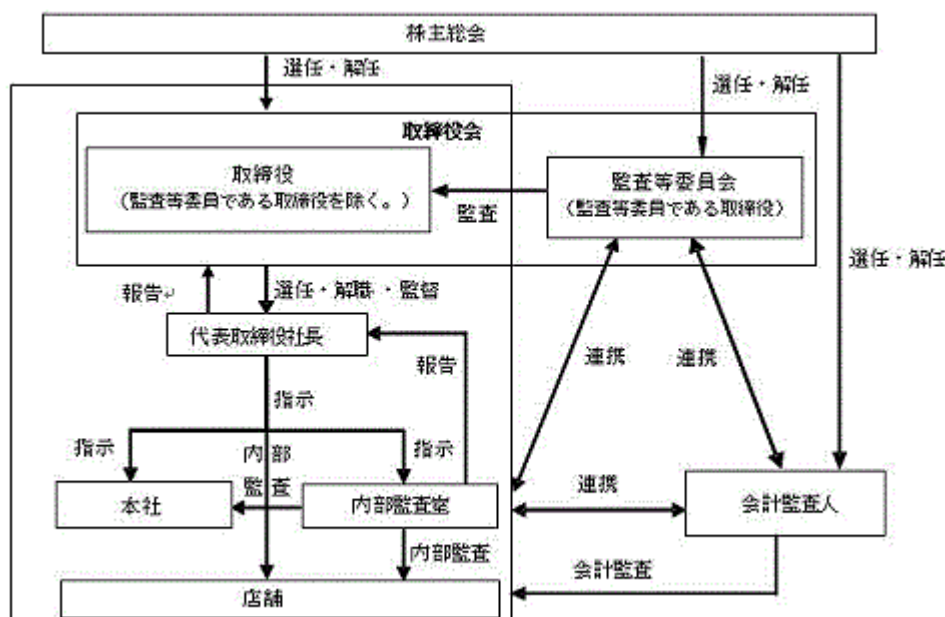 株主総会
選任・解任
選任・解任
取締役会
取締役
(監査等委員である取締役を除く。)
監査
監査等委員会
(監査等委員である取締役)
選任・解任
報告
選任・解職・監督
代表取締役社長
報告
連携
連携
指示
指示
内部
監査
指示
本社
内部監査室
連携
会計監査人
内部監査
会計監査
店舗